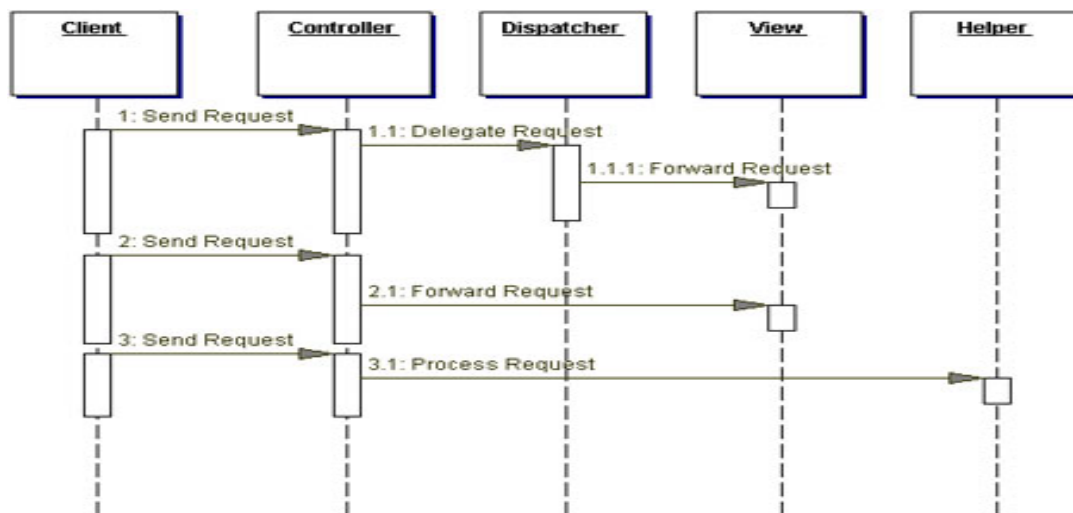 Client Controller Dispatcher View Helper
1: Send Request
1.1: Delegate Request
1.1.1: Forward Request
2: Send Request
2.1: Forward Request
3: Send Request
3.1: Process Request